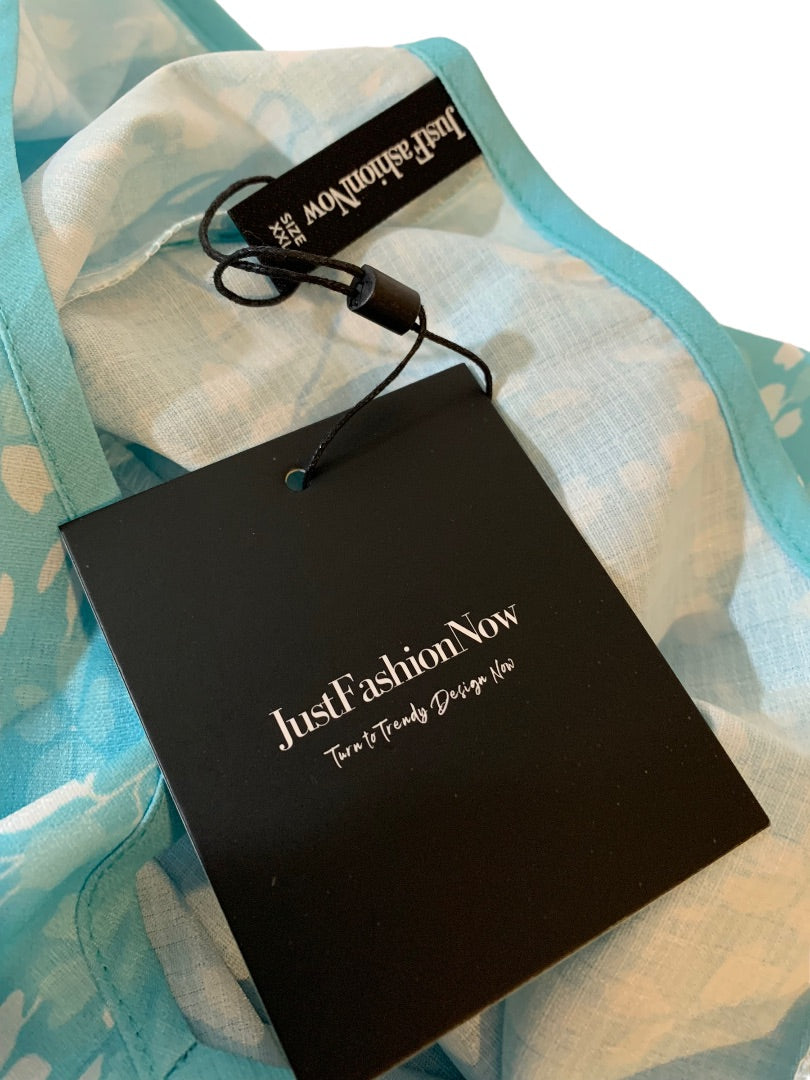 JustFashionNow
SIZE
XXL
JustFashionNow
Turn to Trendy Design Now